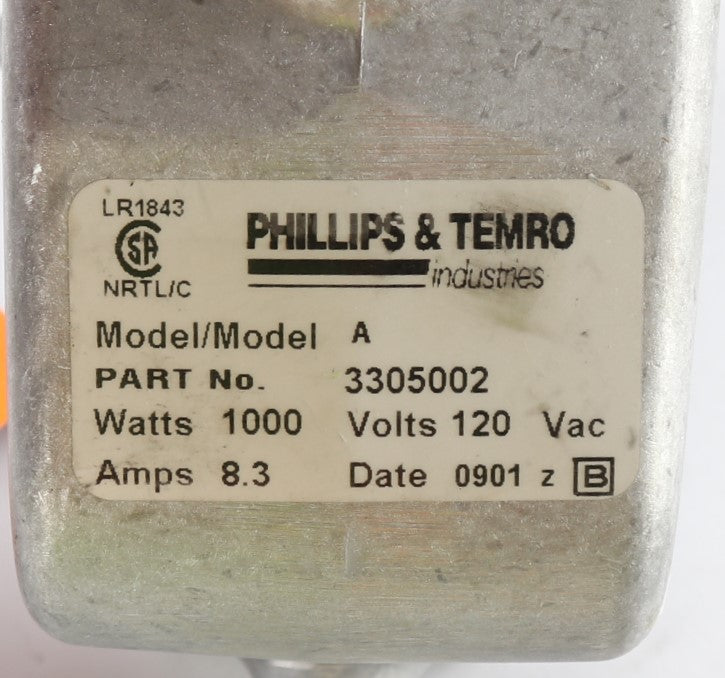 LR1843
SA
NRTL/C
PHILLIPS & TEMRO
industries
Model/Model A
PART No. 3305002
Watts 1000 Volts 120 Vac
Amps 8.3 Date 0901 z B